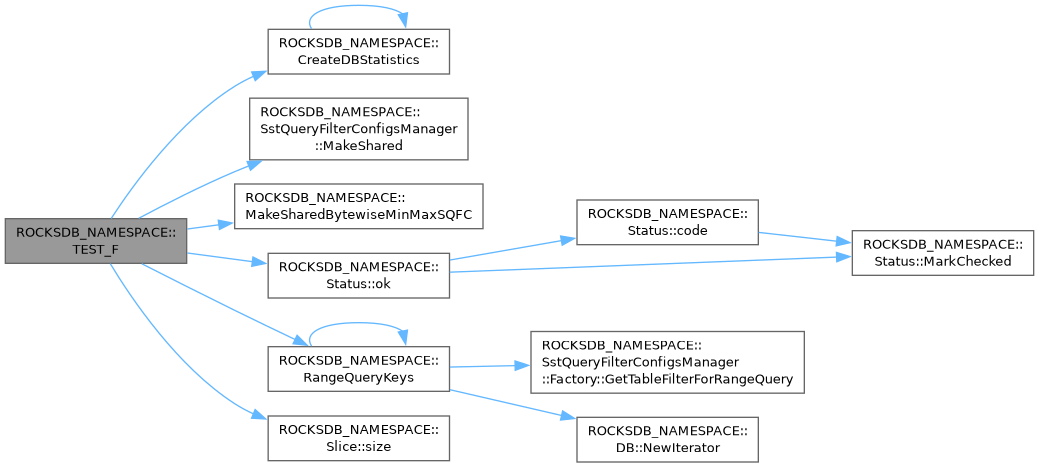 ROCKSDB_NAMESPACE::
TEST_F
ROCKSDB_NAMESPACE::
CreateDBStatistics
ROCKSDB_NAMESPACE::
SstQueryFilterConfigsManager
::MakeShared
ROCKSDB_NAMESPACE::
MakeSharedBytewiseMinMaxSQFC
ROCKSDB_NAMESPACE::
Status::ok
ROCKSDB_NAMESPACE::
Status::code
ROCKSDB_NAMESPACE::
Status::MarkChecked
ROCKSDB_NAMESPACE::
RangeQueryKeys
ROCKSDB_NAMESPACE::
SstQueryFilterConfigsManager
::Factory::GetTableFilterForRangeQuery
ROCKSDB_NAMESPACE::
DB::NewIterator
ROCKSDB_NAMESPACE::
Slice::size